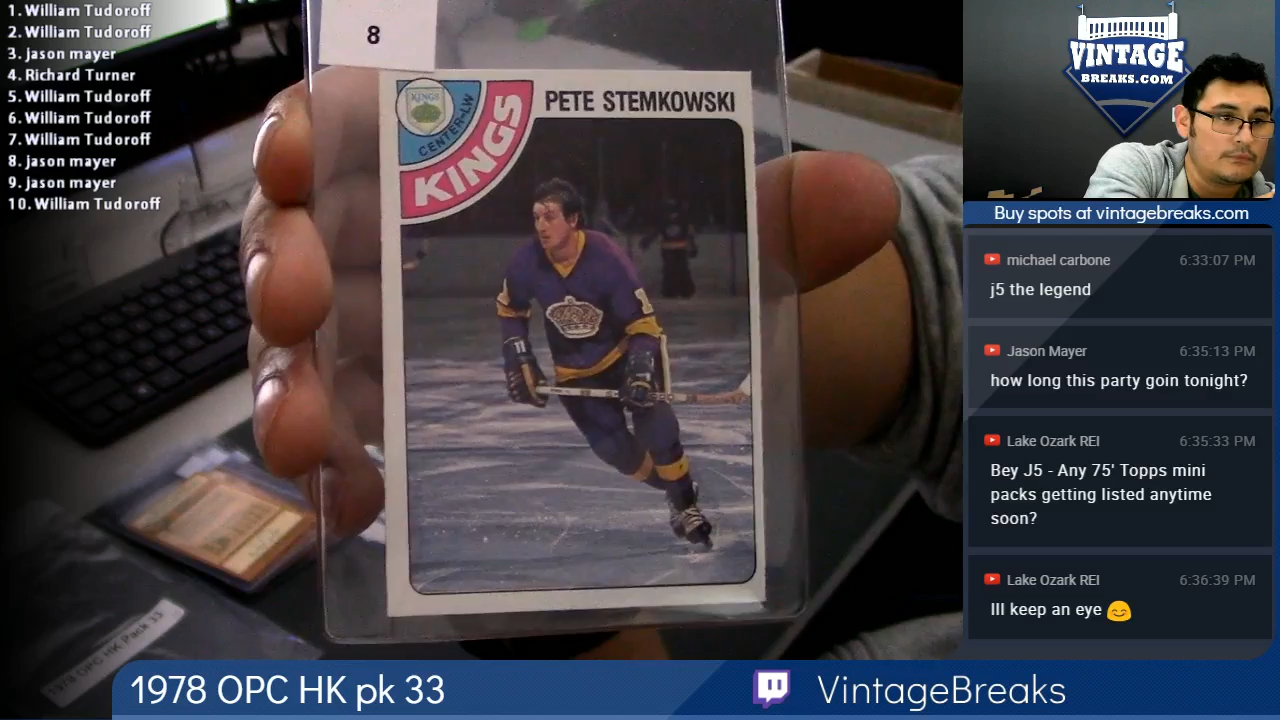 1. William Tudoroff
2. William Tudoroff
3. jason mayer
4. Richard Turner
5. William Tudoroff
6. William Tudoroff
7. William Tudoroff
8. jason mayer
9. jason mayer
10. William Tudoroff
8
KINGS
CENTER-LW
KINGS
PETE STEMKOWSKI
11
1
1978 OPC HK Pack 33
VINTAGE
BREAKS.COM
Buy spots at vintagebreaks.com
michael carbone 6:33:07 PM
j5 the legend
Jason Mayer 6:35:13 PM
how long this party goin tonight?
Lake Ozark REI 6:35:33 PM
Bey J5 - Any 75' Topps mini
packs getting listed anytime
soon?
Lake Ozark REI 6:36:39 PM
Ill keep an eye 😊
1978 OPC HK pk 33
VintageBreaks